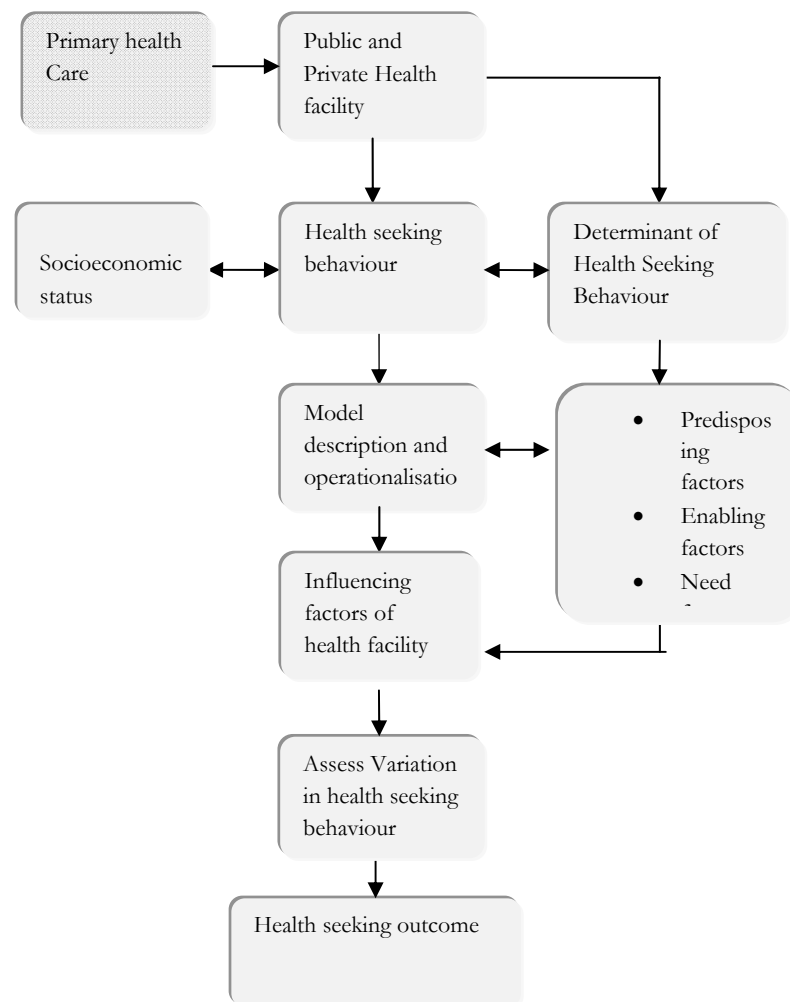 Primary health
Care
Public and
Private Health
facility
Socioeconomic
status
Health seeking
behaviour
Determinant of
Health Seeking
Behaviour
Model
description and
operationalisatio
• Predispos
ing
factors
• Enabling
factors
• Need
Influencing
factors of
health facility
Assess Variation
in health seeking
behaviour
Health seeking outcome